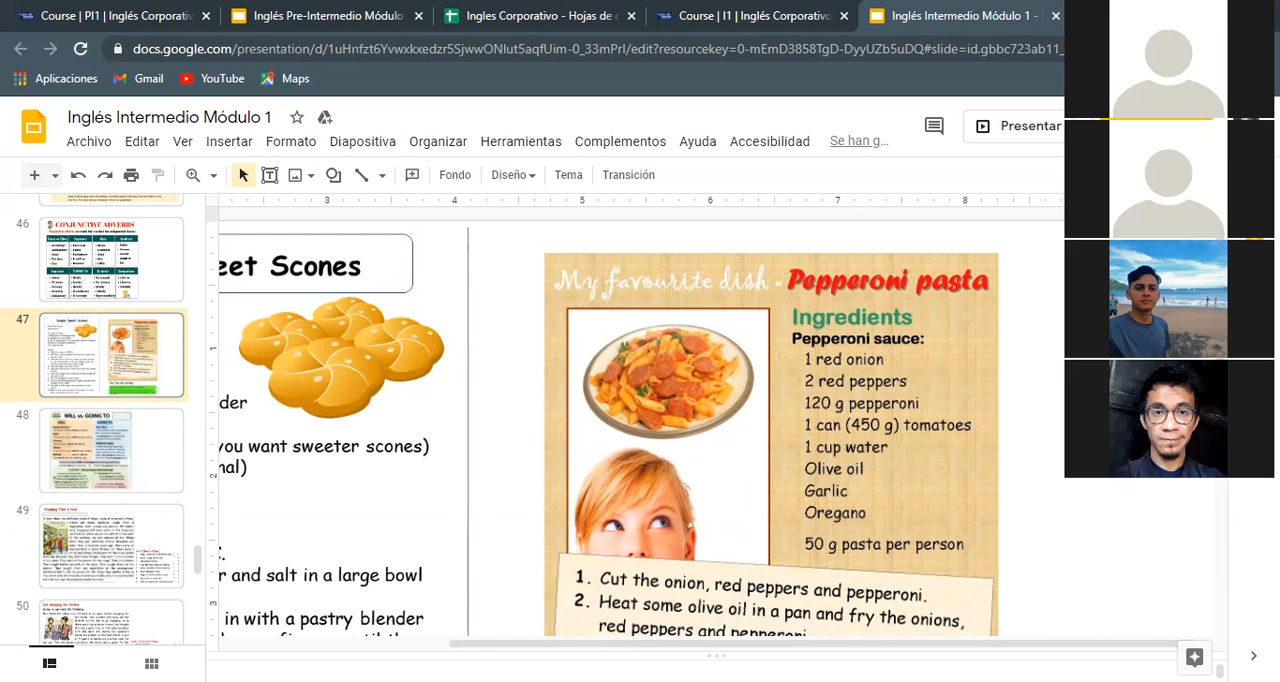 Course | PI1 | Inglés Corporativ
Inglés Pre-Intermedio Módulo
Ingles Corporativo - Hojas de c
Course | I1 | Inglés Corporativo
Inglés Intermedio Módulo 1 -
docs.google.com/presentation/d/1uHnfzt6Yvwxkxedzr5SjwwONlut5aqfUim-0_33mPrI/edit?resourcekey=0-mEmD3858TgD-DyyUZb5uDQ#slide=id.gbbc723ab11_
Aplicaciones
Gmail
YouTube
Maps
Inglés Intermedio Módulo 1
Archivo Editar Ver Insertar Formato Diapositiva Organizar Herramientas Complementos Ayuda Accesibilidad Se han g...
Presentar
Fondo Diseño Tema Transición
3 4 5 6 7 8
46
CONJUNCTIVE ADVERBS
47
48
WILL vs. GOING TO
49
50
eet Scones
der
you want sweeter scones)
nal)
r and salt in a large bowl
in with a pastry blender
My favourite dish - Pepperoni pasta
Ingredients
Pepperoni sauce:
1 red onion
2 red peppers
120 g pepperoni
1 can (450 g) tomatoes
1 cup water
Olive oil
Garlic
Oregano
50 g pasta per person
1. Cut the onion, red peppers and pepperoni.
2. Heat some olive oil in a pan and fry the onions,
red peppers and pepperoni